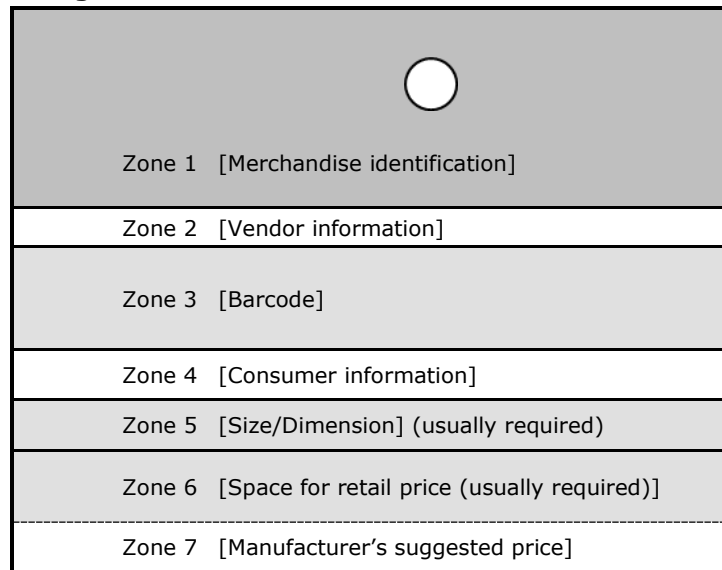 Zone 1 [Merchandise identification]
Zone 2 [Vendor information]
Zone 3 [Barcode]
Zone 4 [Consumer information]
Zone 5 [Size/Dimension] (usually required)
Zone 6 [Space for retail price (usually required)]
Zone 7 [Manufacturer’s suggested price]